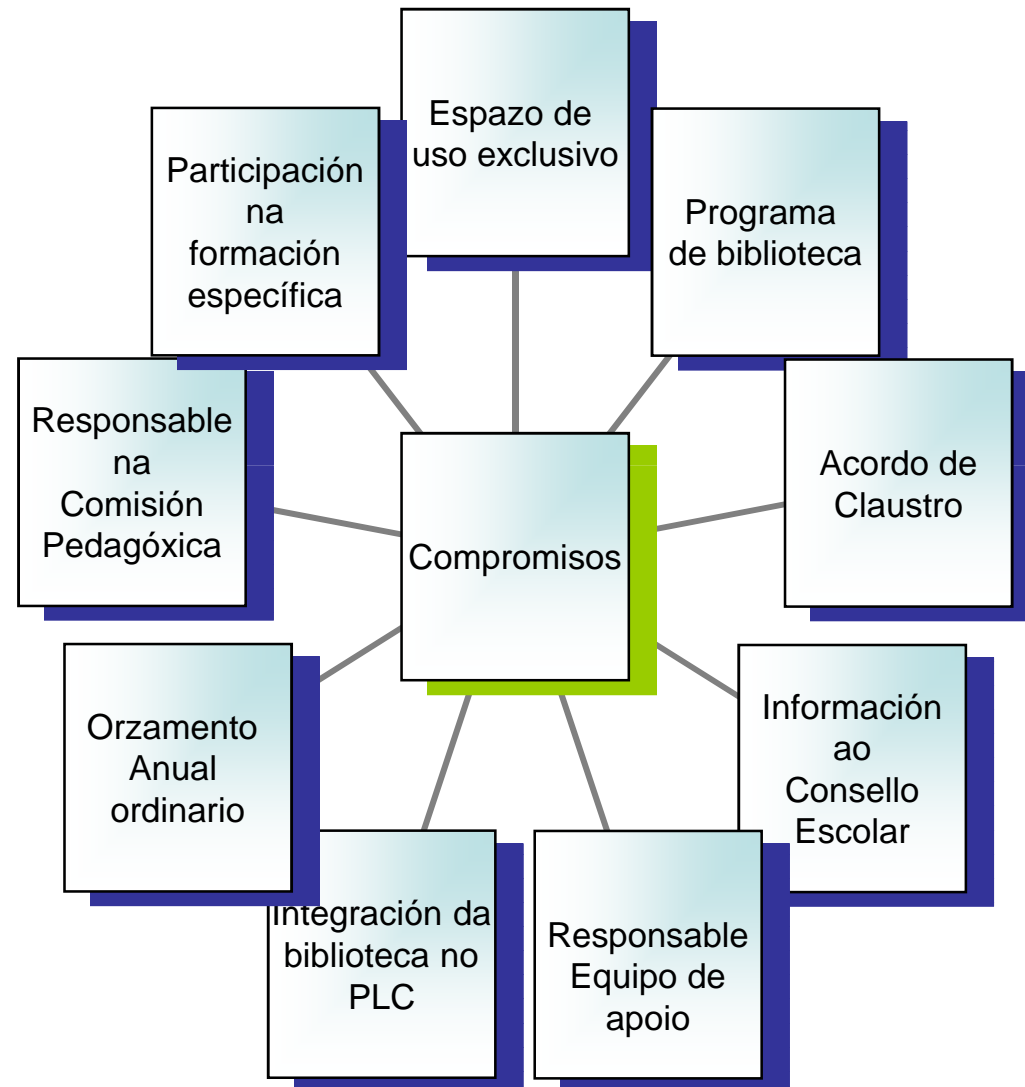 Espazo de
uso exclusivo
Programa
de biblioteca
Acordo de
Claustro
Información
ao
Consello
Escolar
Responsable
Equipo de
apoio
Integración da
biblioteca no
PLC
Orzamento
Anual
ordinario
Responsable
na
Comisión
Pedagóxica
Participación
na
formación
específica
Compromisos